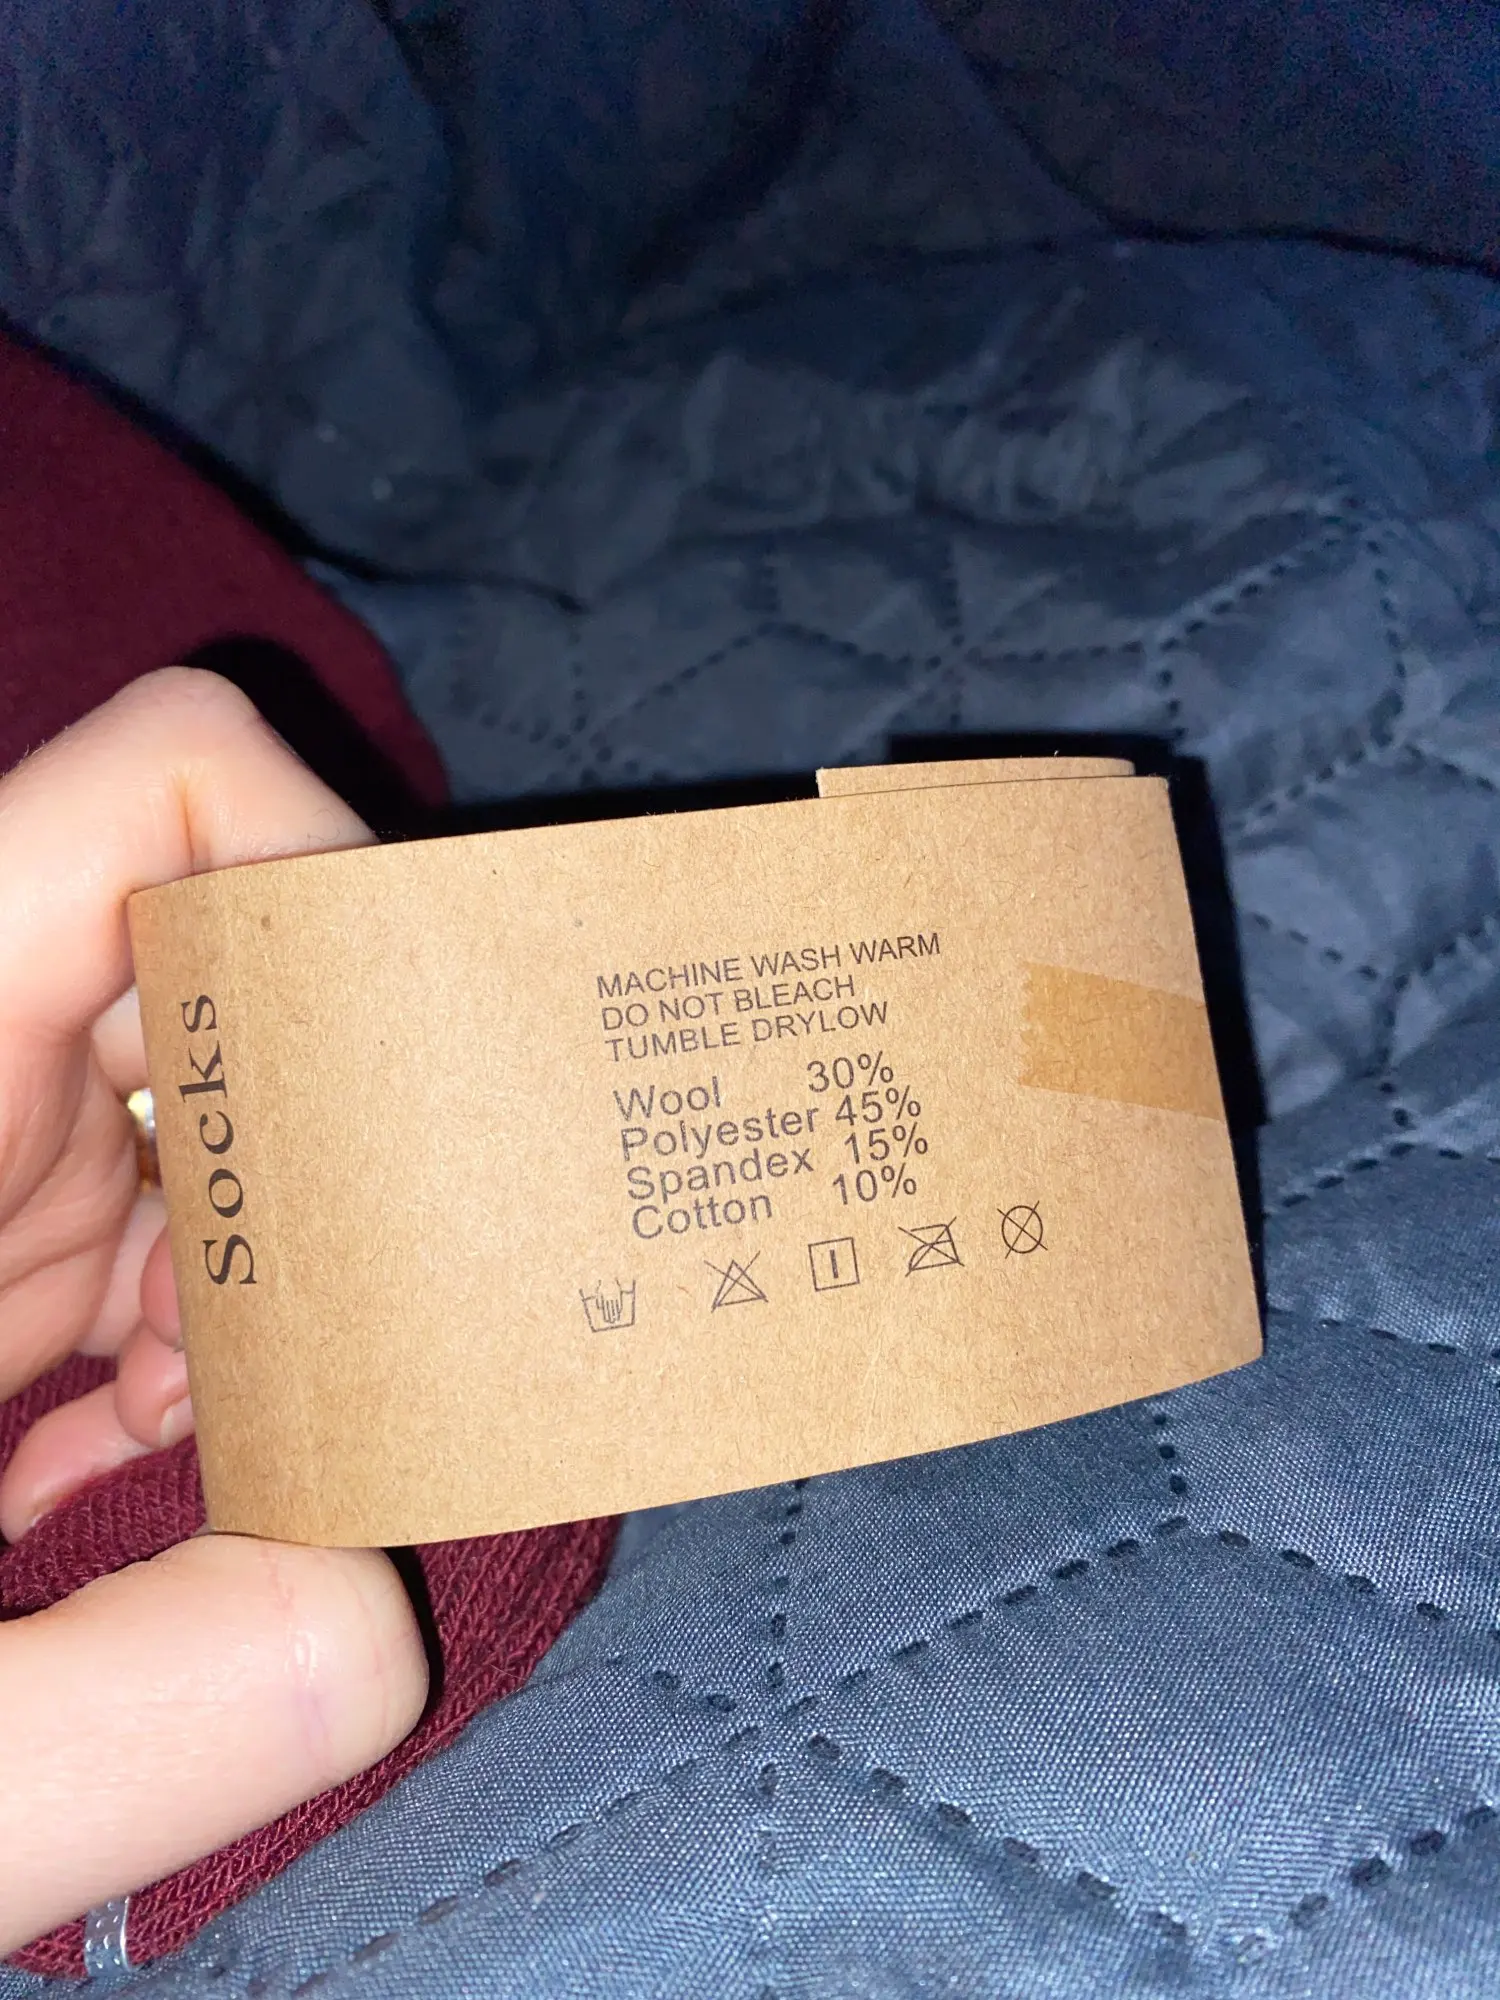 Socks
MACHINE WASH WARM
DO NOT BLEACH
TUMBLE DRYLOW
Wool 30%
Polyester 45%
Spandex 15%
Cotton 10%